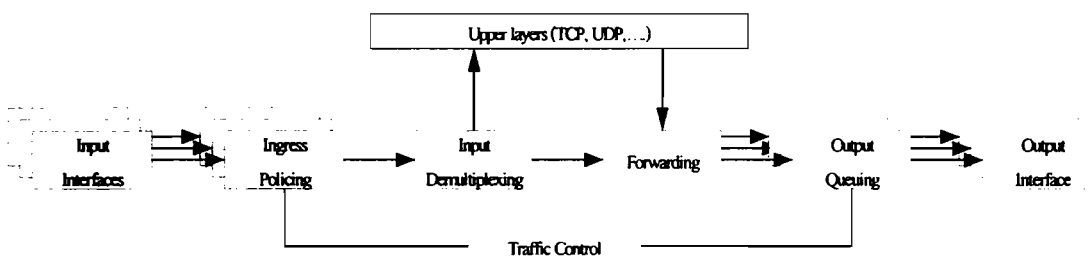 Upper layers (TCP, UDP,....)
Input
Interfaces
Ingress
Policing
Input
Demultiplexing
Forwarding
Output
Queuing
Output
Interface
Traffic Control